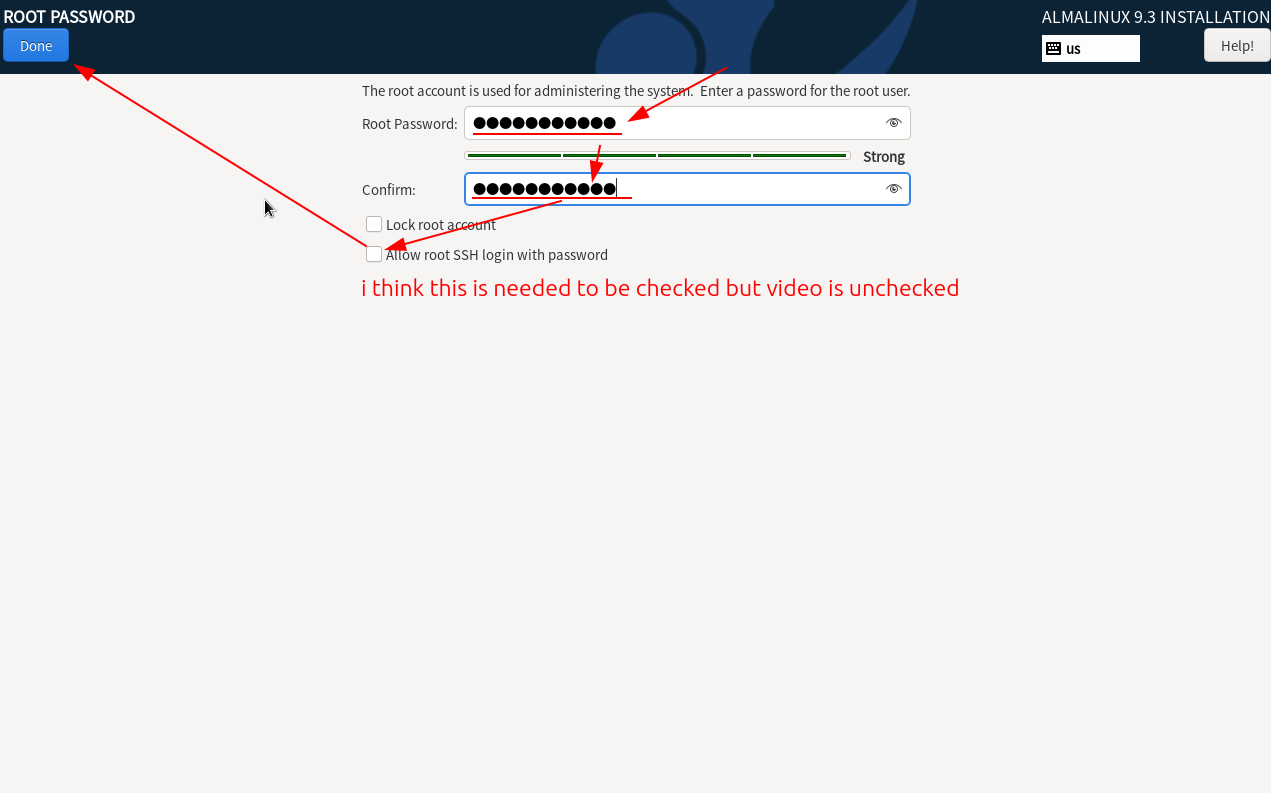 ROOT PASSWORD
ALMALINUX 9.3 INSTALLATION
Done
us
Help!
The root account is used for administering the system. Enter a password for the root user.
Root Password: ●●●●●●●●●●●
Strong
Confirm: ●●●●●●●●●●●
Lock root account
Allow root SSH login with password
i think this is needed to be checked but video is unchecked